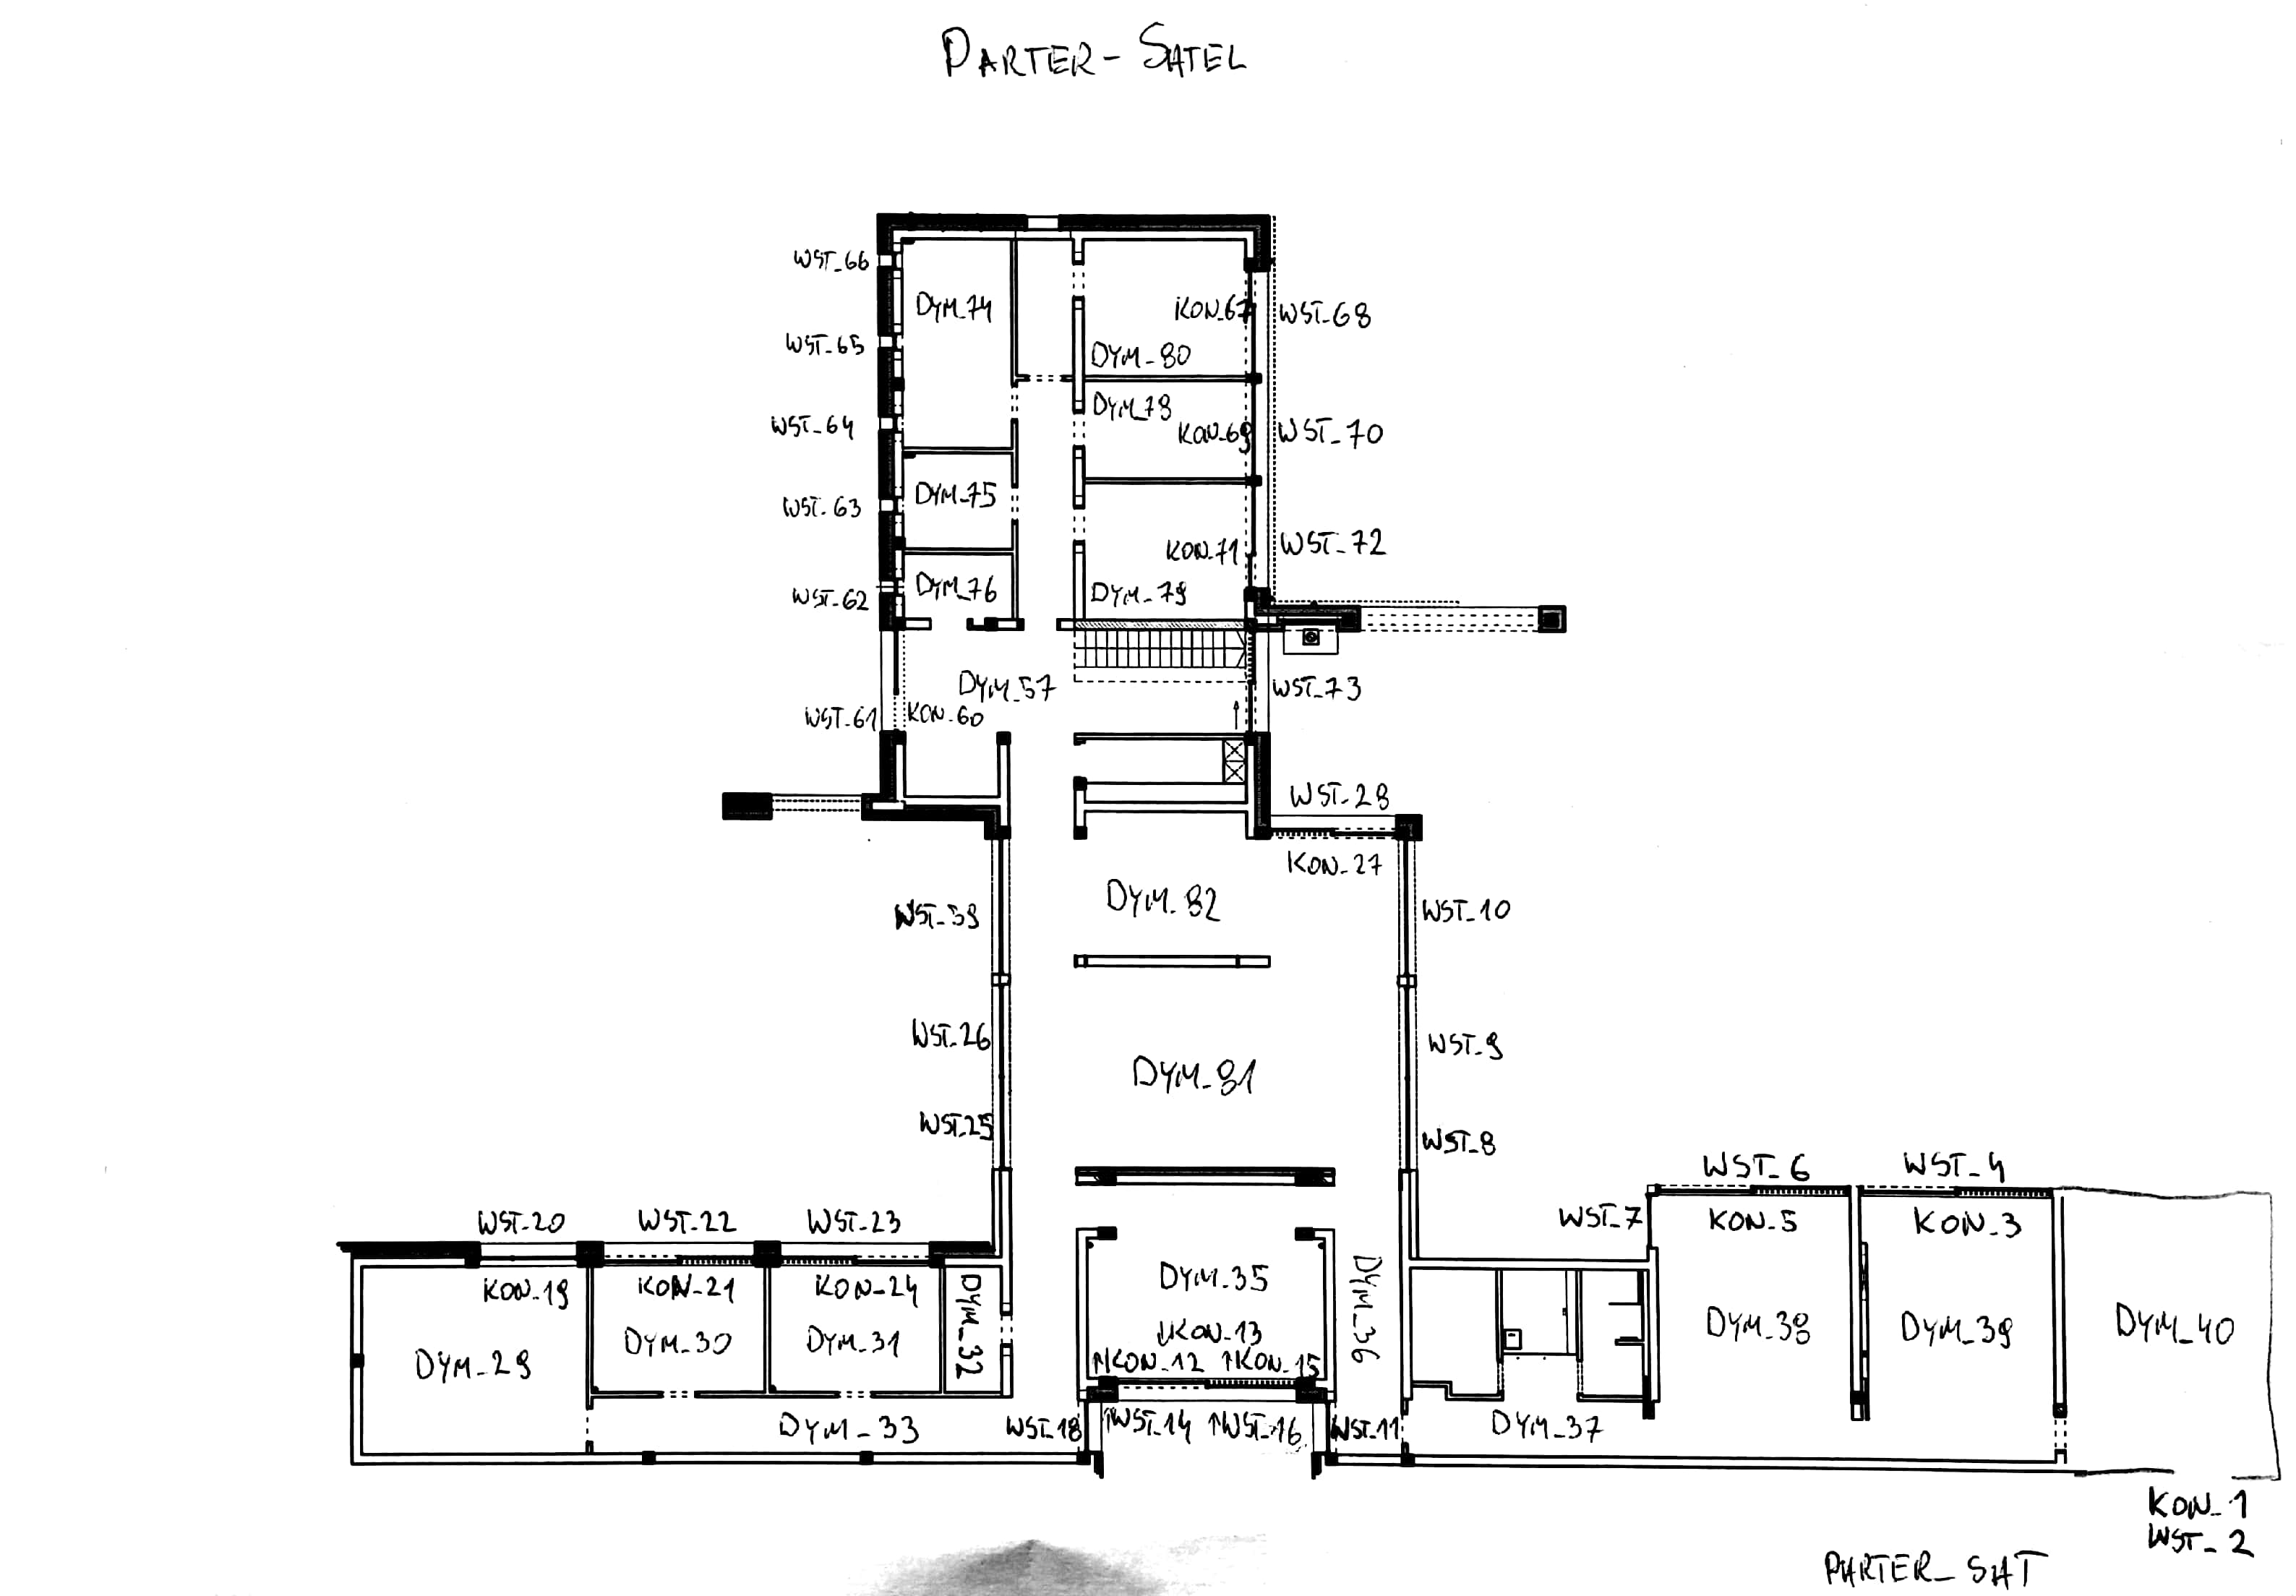 PARTER - SATEL
WST_66
DYM_74
KON_67
WST_68
WST_65
DYM_80
DYM_78
WST_64
KON_69
WST_70
DYM_75
WST_63
KON_71
WST_72
DYM_76
DYM_79
WST_62
DYM_57
WST_73
WST_61
KON_60
WST_28
KON_27
DYM_82
WST_59
WST_10
WST_26
WST_9
DYM_81
WST_25
WST_8
WST_6
WST_4
WST_20
WST_22
WST_23
WST_7
KON_5
KON_3
KON_19
KON_21
KON_24
DYM_32
DYM_35
DYM_36
DYM_29
DYM_30
DYM_31
↓KON_13
↑KON_12
↑KON_15
DYM_38
DYM_39
DYM_40
DYM_33
WST_18
↑WST_14
↑WST_16
WST_11
DYM_37
KON_1
WST_2
PARTER_SAT